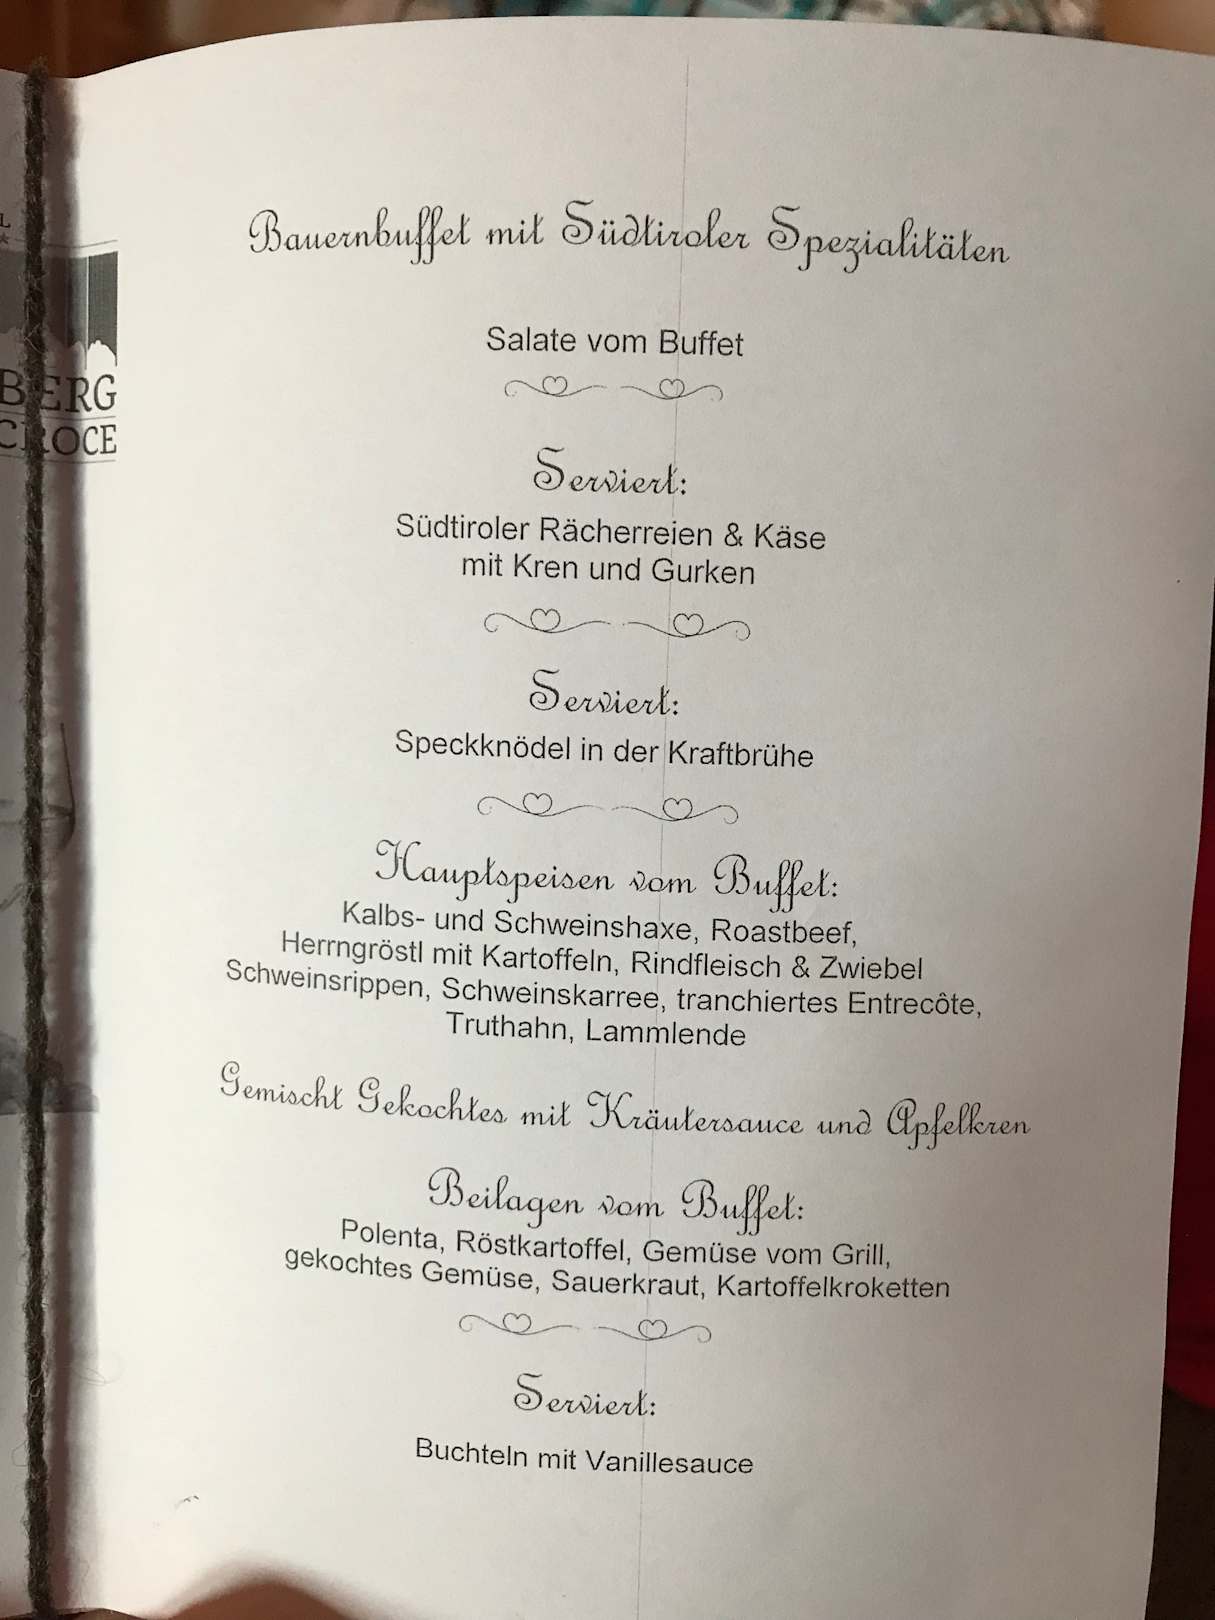 L
BERG
CROCE
Bauernbuffet mit Südtiroler Spezialitäten
Salate vom Buffet
Serviert:
Südtiroler Rächerreien & Käse
mit Kren und Gurken
Serviert:
Speckknödel in der Kraftbrühe
Hauptspeisen vom Buffet:
Kalbs- und Schweinshaxe, Roastbeef,
Herrngröstl mit Kartoffeln, Rindfleisch & Zwiebel
Schweinsrippen, Schweinskarree, tranchiertes Entrecôte,
Truthahn, Lammlende
Gemischt Gekochtes mit Kräutersauce und Apfelkren
Beilagen vom Buffet:
Polenta, Röstkartoffel, Gemüse vom Grill,
gekochtes Gemüse, Sauerkraut, Kartoffelkroketten
Serviert:
Buchteln mit Vanillesauce